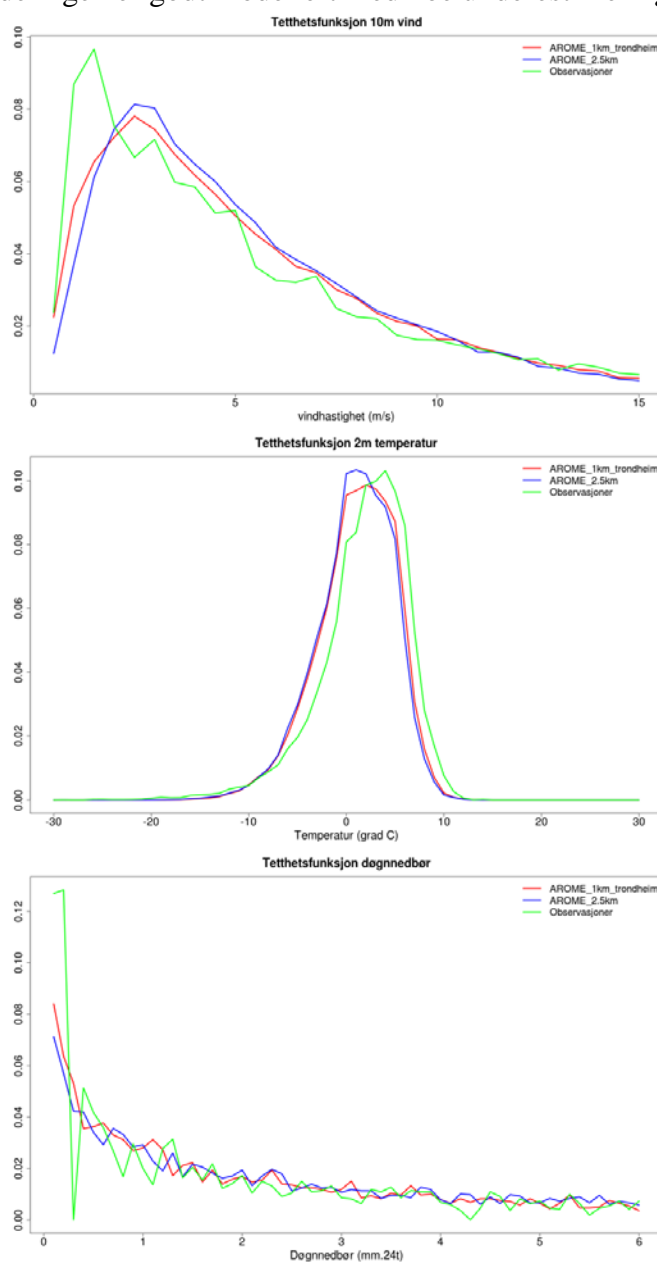 Tetthetsfunksjon 10m vind
AROME_1km_trondheim
AROME_2.5km
Observasjoner
0.10
0.08
0.06
0.04
0.02
0
5
10
15
vindhastighet (m/s)
Tetthetsfunksjon 2m temperatur
AROME_1km_trondheim
AROME_2.5km
Observasjoner
0.10
0.08
0.06
0.04
0.02
0.00
-30
-20
-10
0
10
20
30
Temperatur (grad C)
Tetthetsfunksjon døgnnedbør
AROME_1km_trondheim
AROME_2.5km
Observasjoner
0.12
0.10
0.08
0.06
0.04
0.02
0.00
0
1
2
3
4
5
6
Døgnnedbør (mm.24t)